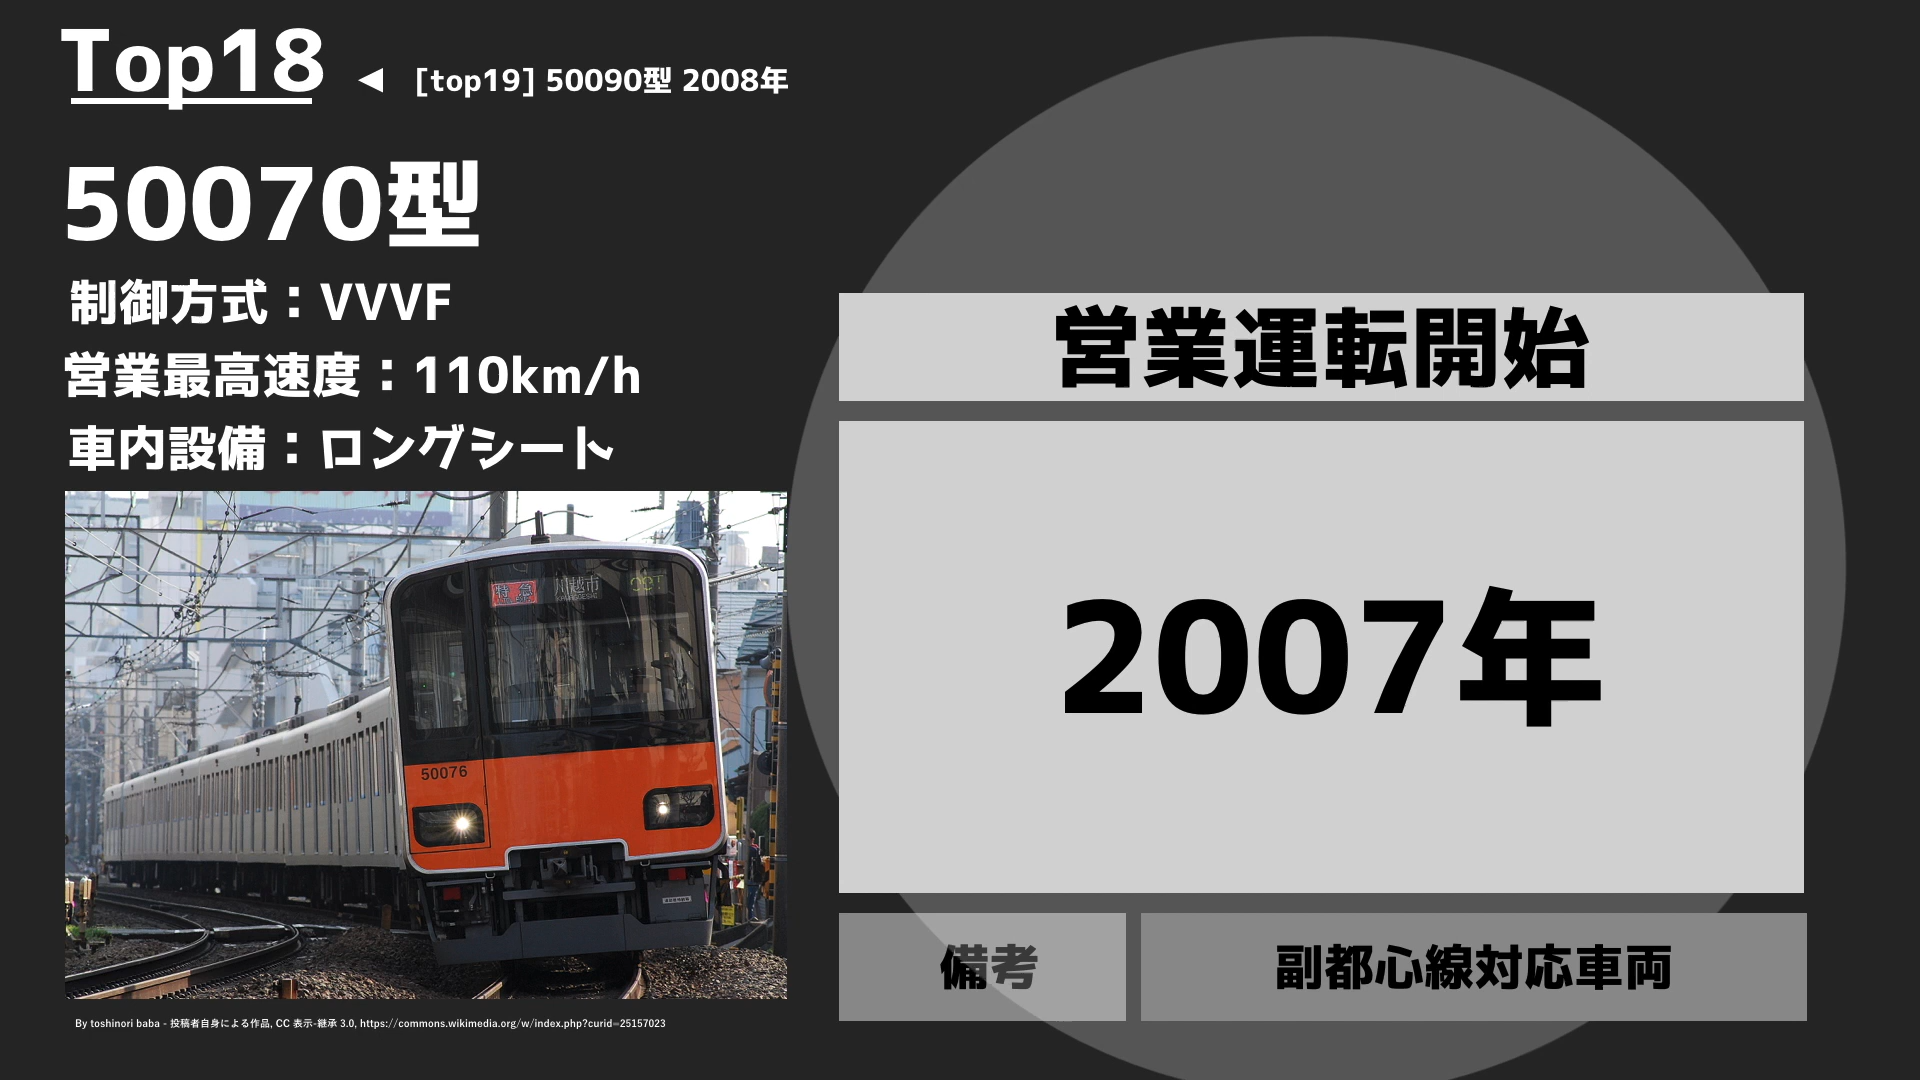 Top18
◀ [top19] 50090型 2008年
50070型
制御方式：VVVF
営業最高速度：110km/h
車内設備：ロングシート
特急 川越市
50076
By toshinori baba - 投稿者自身による作品, CC 表示-継承 3.0, https://commons.wikimedia.org/w/index.php?curid=25157023
営業運転開始
2007年
備考
副都心線対応車両